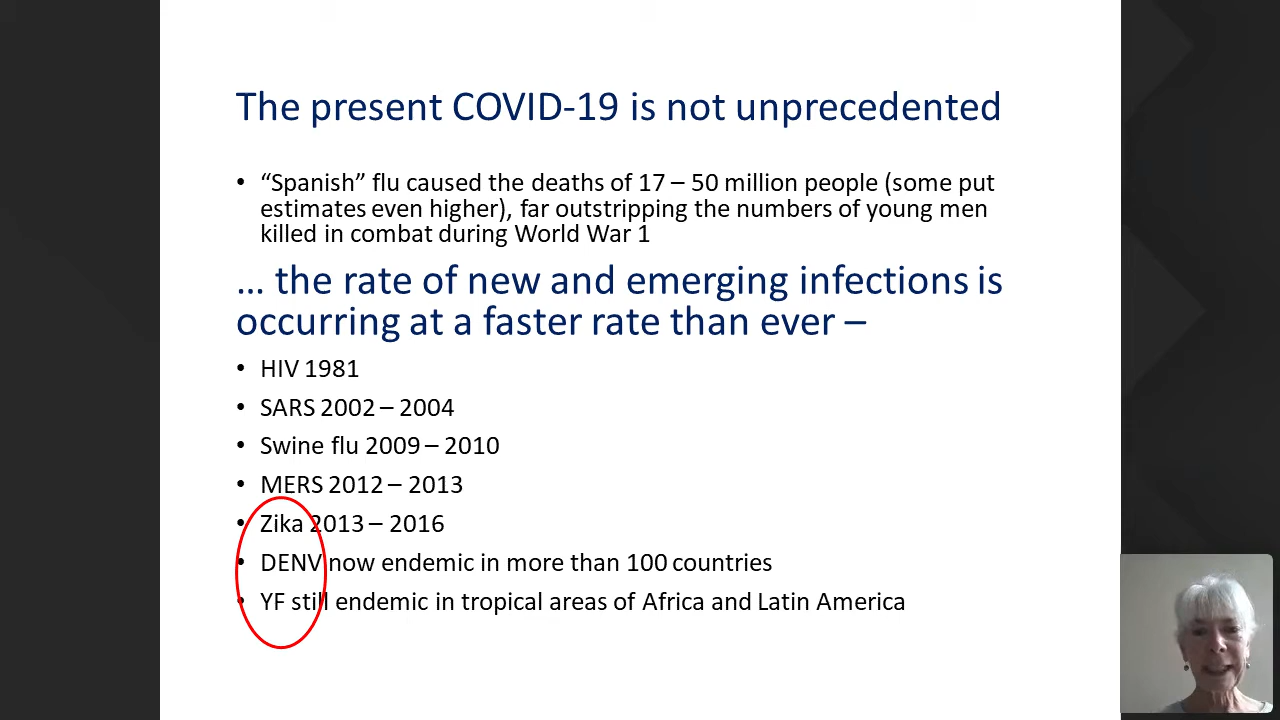 The present COVID-19 is not unprecedented
• “Spanish” flu caused the deaths of 17 – 50 million people (some put
estimates even higher), far outstripping the numbers of young men
killed in combat during World War 1
... the rate of new and emerging infections is
occurring at a faster rate than ever –
• HIV 1981
• SARS 2002 – 2004
• Swine flu 2009 – 2010
• MERS 2012 – 2013
• Zika 2013 – 2016
• DENV now endemic in more than 100 countries
• YF still endemic in tropical areas of Africa and Latin America